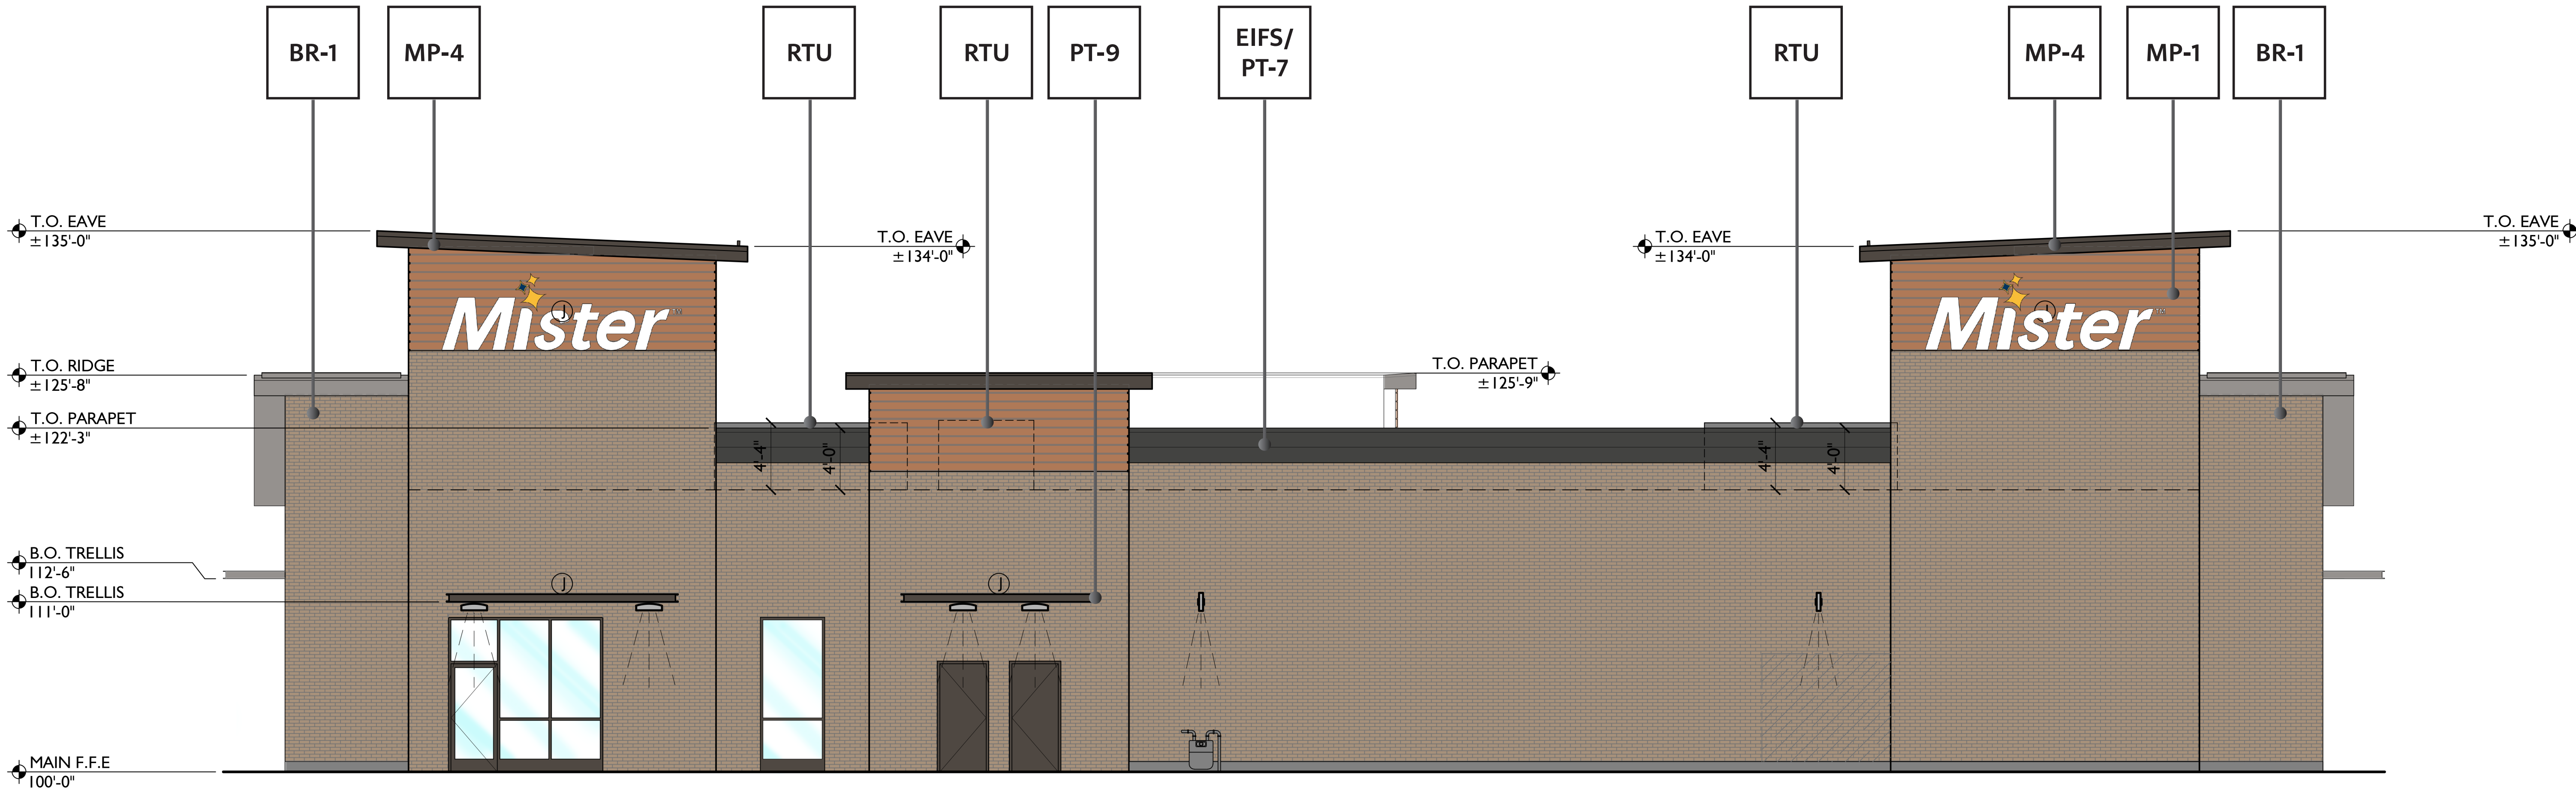 BR-1
MP-4
RTU
RTU
PT-9
EIFS/
PT-7
RTU
MP-4
MP-1
BR-1
T.O. EAVE
±135'-0"
T.O. EAVE
±134'-0"
T.O. EAVE
±134'-0"
T.O. EAVE
±135'-0"
J
Mister™
J
Mister™
T.O. RIDGE
±125'-8"
T.O. PARAPET
±125'-9"
T.O. PARAPET
±122'-3"
4'-4"
4'-0"
4'-4"
4'-0"
B.O. TRELLIS
112'-6"
J
J
B.O. TRELLIS
111'-0"
MAIN F.F.E
100'-0"